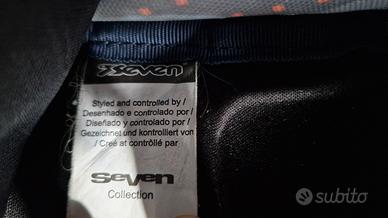 SEVEN
Styled and controlled by /
Desenhado e controlado por /
Diseñado y controlado por /
Gezeichnet und kontrolliert von
/ Créé at contrôlé par
SEVEN
Collection
subito